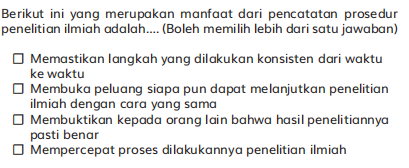 Berikut ini yang merupakan manfaat dari pencatatan prosedur
penelitian ilmiah adalah.... (Boleh memilih lebih dari satu jawaban)
Memastikan langkah yang dilakukan konsisten dari waktu
ke waktu
Membuka peluang siapa pun dapat melanjutkan penelitian
ilmiah dengan cara yang sama
Membuktikan kepada orang lain bahwa hasil penelitiannya
pasti benar
Mempercepat proses dilakukannya penelitian ilmiah